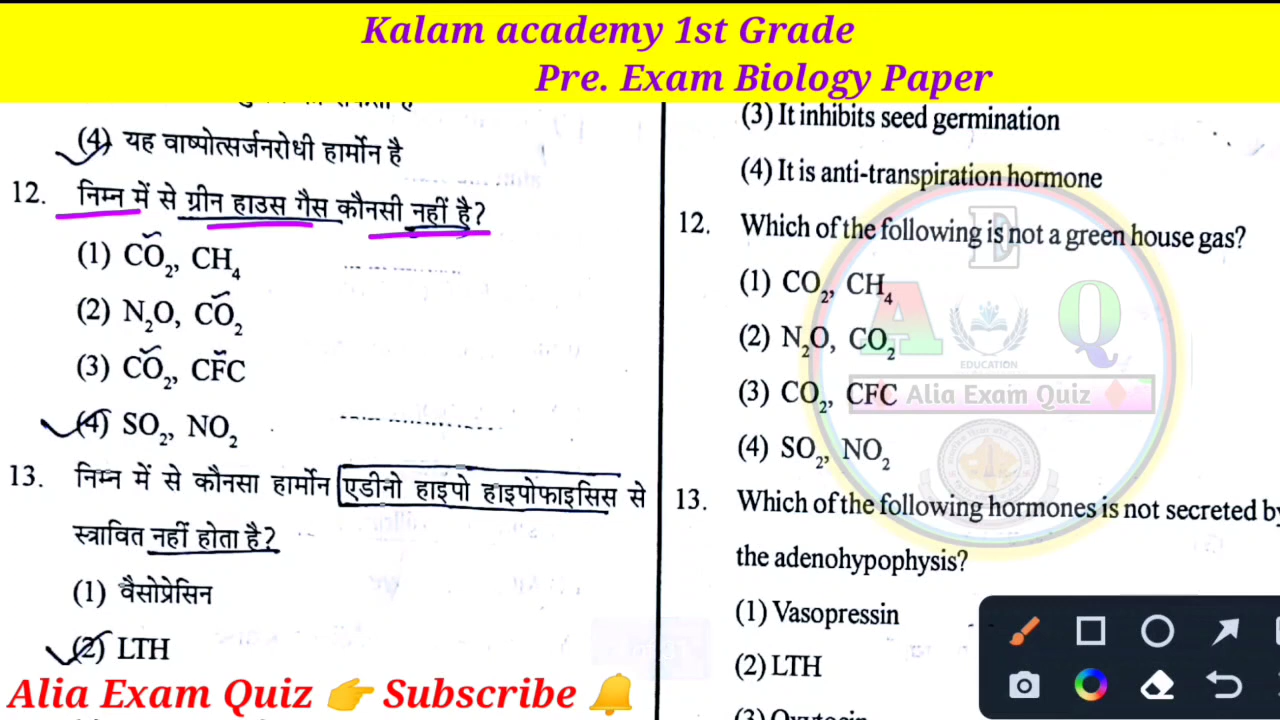 Kalam academy 1st Grade
Pre. Exam Biology Paper
(4) यह वाष्पोत्सर्जनरोधी हार्मोन है
12. निम्न में से ग्रीन हाउस गैस कौनसी नहीं है?
(1) CO₂, CH₄
(2) N₂O, CO₂
(3) CO₂, CFC
(4) SO₂, NO₂
13. निम्न में से कौनसा हार्मोन एडीनो हाइपो हाइपोफाइसिस से
स्त्रावित नहीं होता है?
(1) वैसोप्रेसिन
(2) LTH
(3) It inhibits seed germination
(4) It is anti-transpiration hormone
12. Which of the following is not a green house gas?
(1) CO₂, CH₄
(2) N₂O, CO₂
(3) CO₂, CFC
(4) SO₂, NO₂
13. Which of the following hormones is not secreted by
the adenohypophysis?
(1) Vasopressin
(2) LTH
(3) Oxytocin
E
A Q
EDUCATION
Alia Exam Quiz
Alia Exam Quiz 👉 Subscribe 🔔